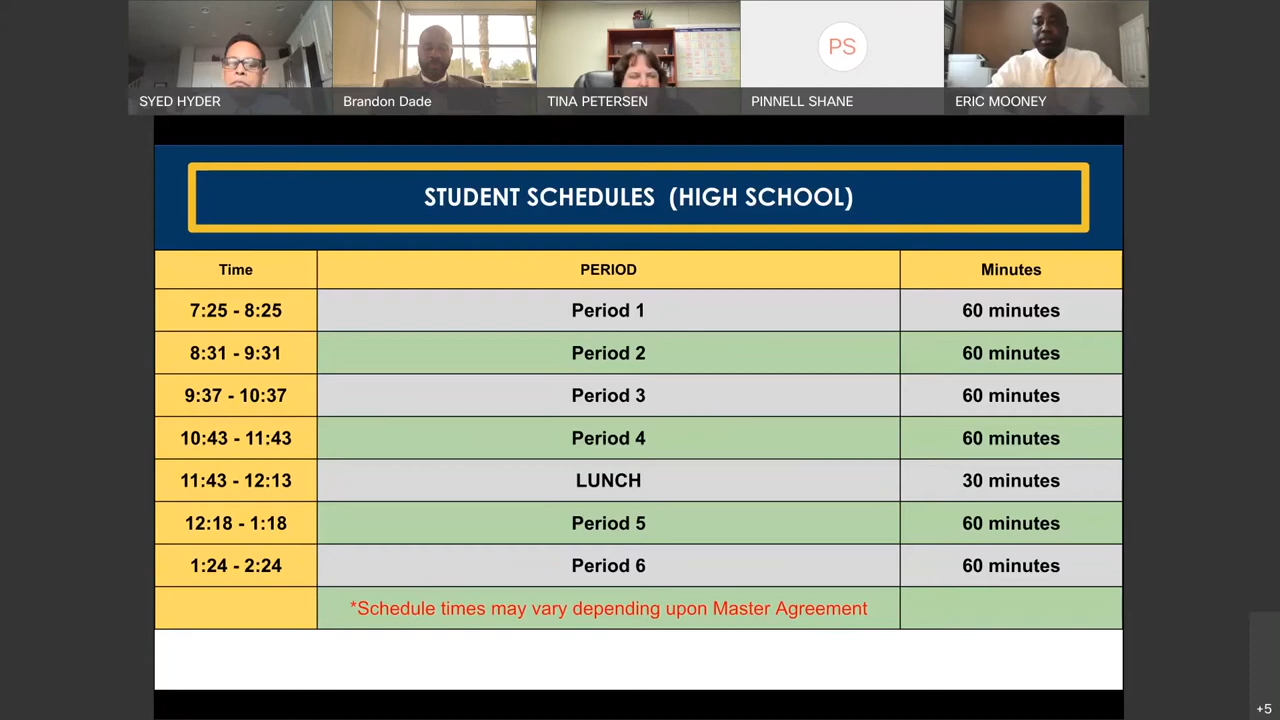 SYED HYDER
Brandon Dade
TINA PETERSEN
PS
PINNELL SHANE
ERIC MOONEY
STUDENT SCHEDULES (HIGH SCHOOL)
Time PERIOD Minutes
7:25 - 8:25 Period 1 60 minutes
8:31 - 9:31 Period 2 60 minutes
9:37 - 10:37 Period 3 60 minutes
10:43 - 11:43 Period 4 60 minutes
11:43 - 12:13 LUNCH 30 minutes
12:18 - 1:18 Period 5 60 minutes
1:24 - 2:24 Period 6 60 minutes
*Schedule times may vary depending upon Master Agreement
+5